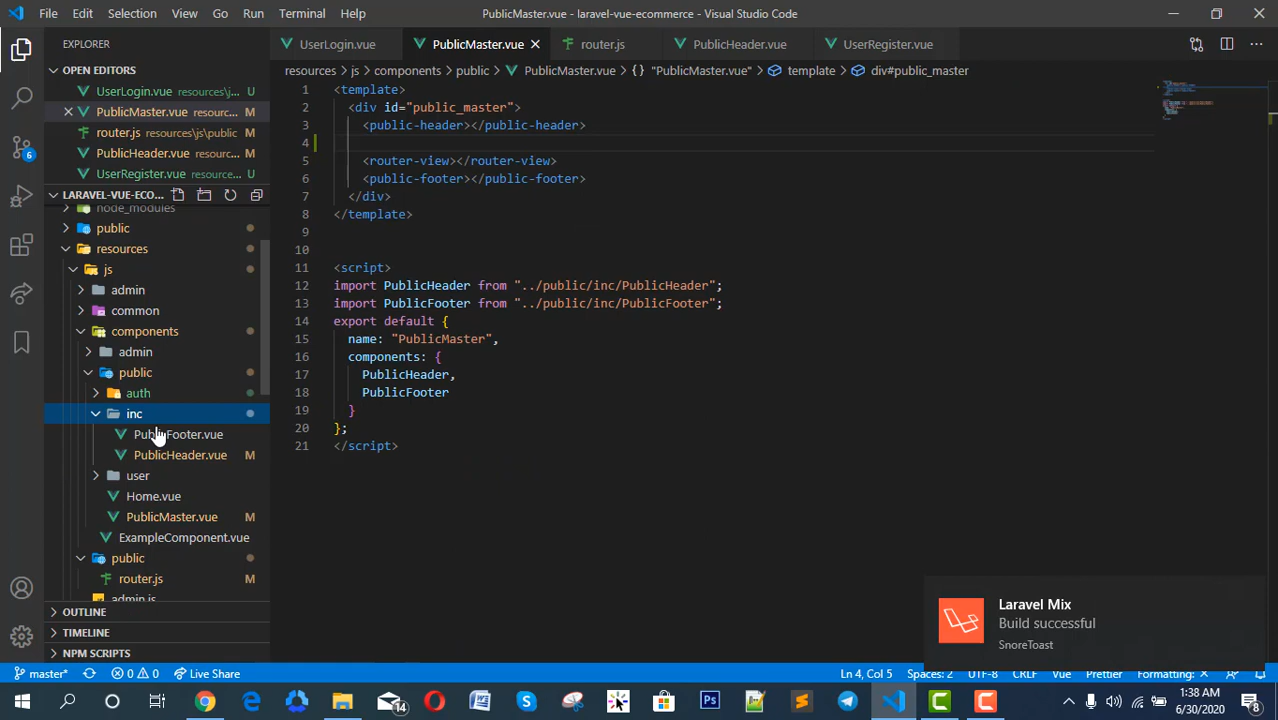 File Edit Selection View Go Run Terminal Help PublicMaster.vue - laravel-vue-ecommerce - Visual Studio Code
EXPLORER
UserLogin.vue PublicMaster.vue router.js PublicHeader.vue UserRegister.vue
OPEN EDITORS
resources > js > components > public > PublicMaster.vue > {} "PublicMaster.vue" > template > div#public_master
UserLogin.vue resources\j... U
PublicMaster.vue resourc... M
router.js resources\js\public M
PublicHeader.vue resourc... M
UserRegister.vue resource... U
LARAVEL-VUE-ECO...
node_modules
public
resources
js
admin
common
components
admin
public
auth
inc
PublicFooter.vue
PublicHeader.vue M
user
Home.vue
PublicMaster.vue M
ExampleComponent.vue
public
router.js M
admin.js
OUTLINE
TIMELINE
NPM SCRIPTS
6
1 <template>
2 <div id="public_master">
3 <public-header></public-header>
4
5 <router-view></router-view>
6 <public-footer></public-footer>
7 </div>
8 </template>
9
10
11 <script>
12 import PublicHeader from "../public/inc/PublicHeader";
13 import PublicFooter from "../public/inc/PublicFooter";
14 export default {
15 name: "PublicMaster",
16 components: {
17 PublicHeader,
18 PublicFooter
19 }
20 };
21 </script>
Laravel Mix
Build successful
SnoreToast
master* 0 0 Live Share Ln 4, Col 5 Spaces: 2 UTF-8 CRLF Vue Prettier Formatting: ×
14
1:38 AM
6/30/2020
8